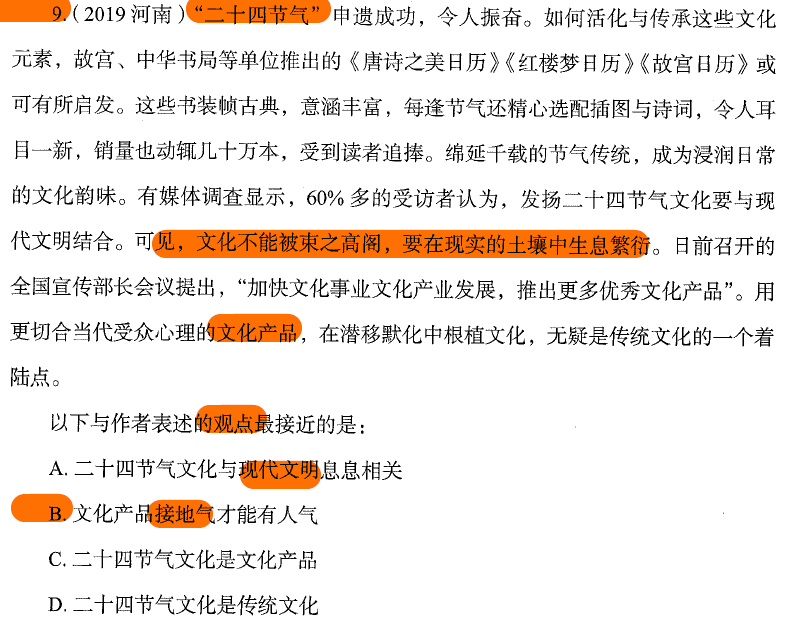 9.(2019河南)“二十四节气”申遗成功，令人振奋。如何活化与传承这些文化
元素，故宫、中华书局等单位推出的《唐诗之美日历》《红楼梦日历》《故宫日历》或
可有所启发。这些书装帧古典，意涵丰富，每逢节气还精心选配插图与诗词，令人耳
目一新，销量也动辄几十万本，受到读者追捧。绵延千载的节气传统，成为浸润日常
的文化韵味。有媒体调查显示，60%多的受访者认为，发扬二十四节气文化要与现
代文明结合。可见，文化不能被束之高阁，要在现实的土壤中生息繁衍。日前召开的
全国宣传部长会议提出，“加快文化事业文化产业发展，推出更多优秀文化产品”。用
更切合当代受众心理的文化产品，在潜移默化中根植文化，无疑是传统文化的一个着
陆点。
以下与作者表述的观点最接近的是：
A. 二十四节气文化与现代文明息息相关
B. 文化产品接地气才能有人气
C. 二十四节气文化是文化产品
D. 二十四节气文化是传统文化